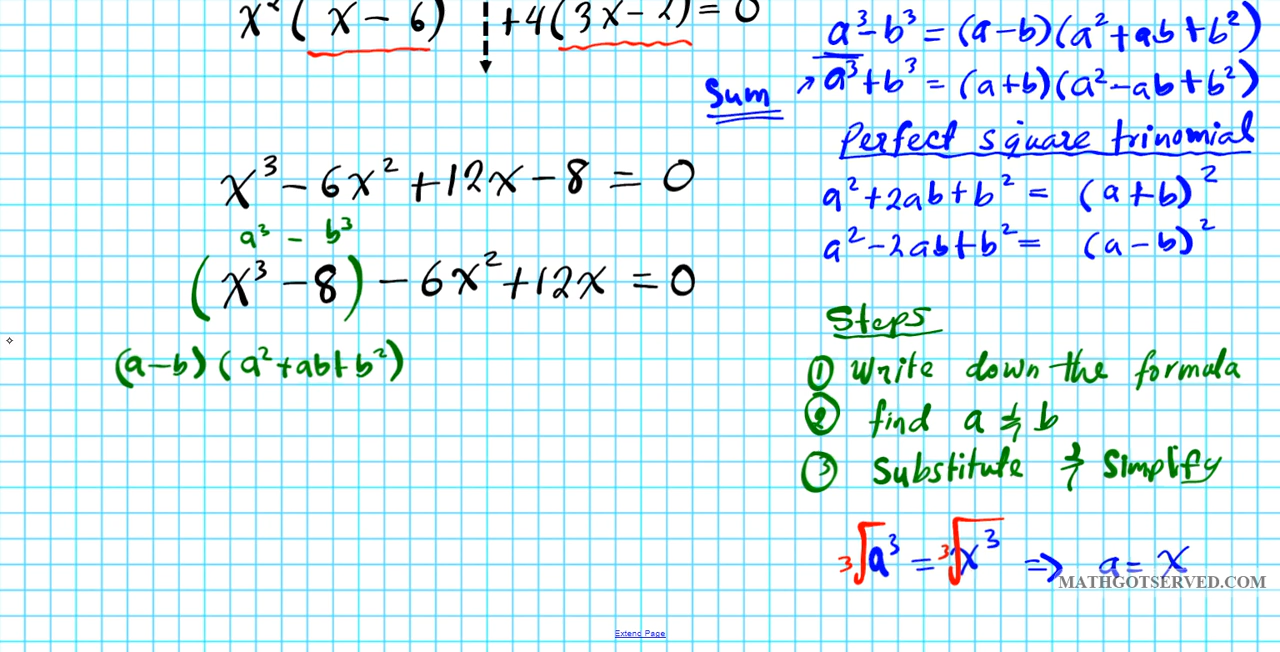 x²(x-6) +4(3x-2)=0
a³-b³=(a-b)(a²+ab+b²)
Sum ↗a³+b³=(a+b)(a²-ab+b²)
Perfect square trinomial
x³-6x²+12x-8=0
a²+2ab+b²=(a+b)²
a³-b³
a²-2ab+b²=(a-b)²
(x³-8)-6x²+12x=0
Steps
(a-b)(a²+ab+b²)
① Write down the formula
② find a & b
③ Substitute & Simplify
³√a³=³√x³ ⇒ a=x
MATHGOTSERVED.COM
Extend Page